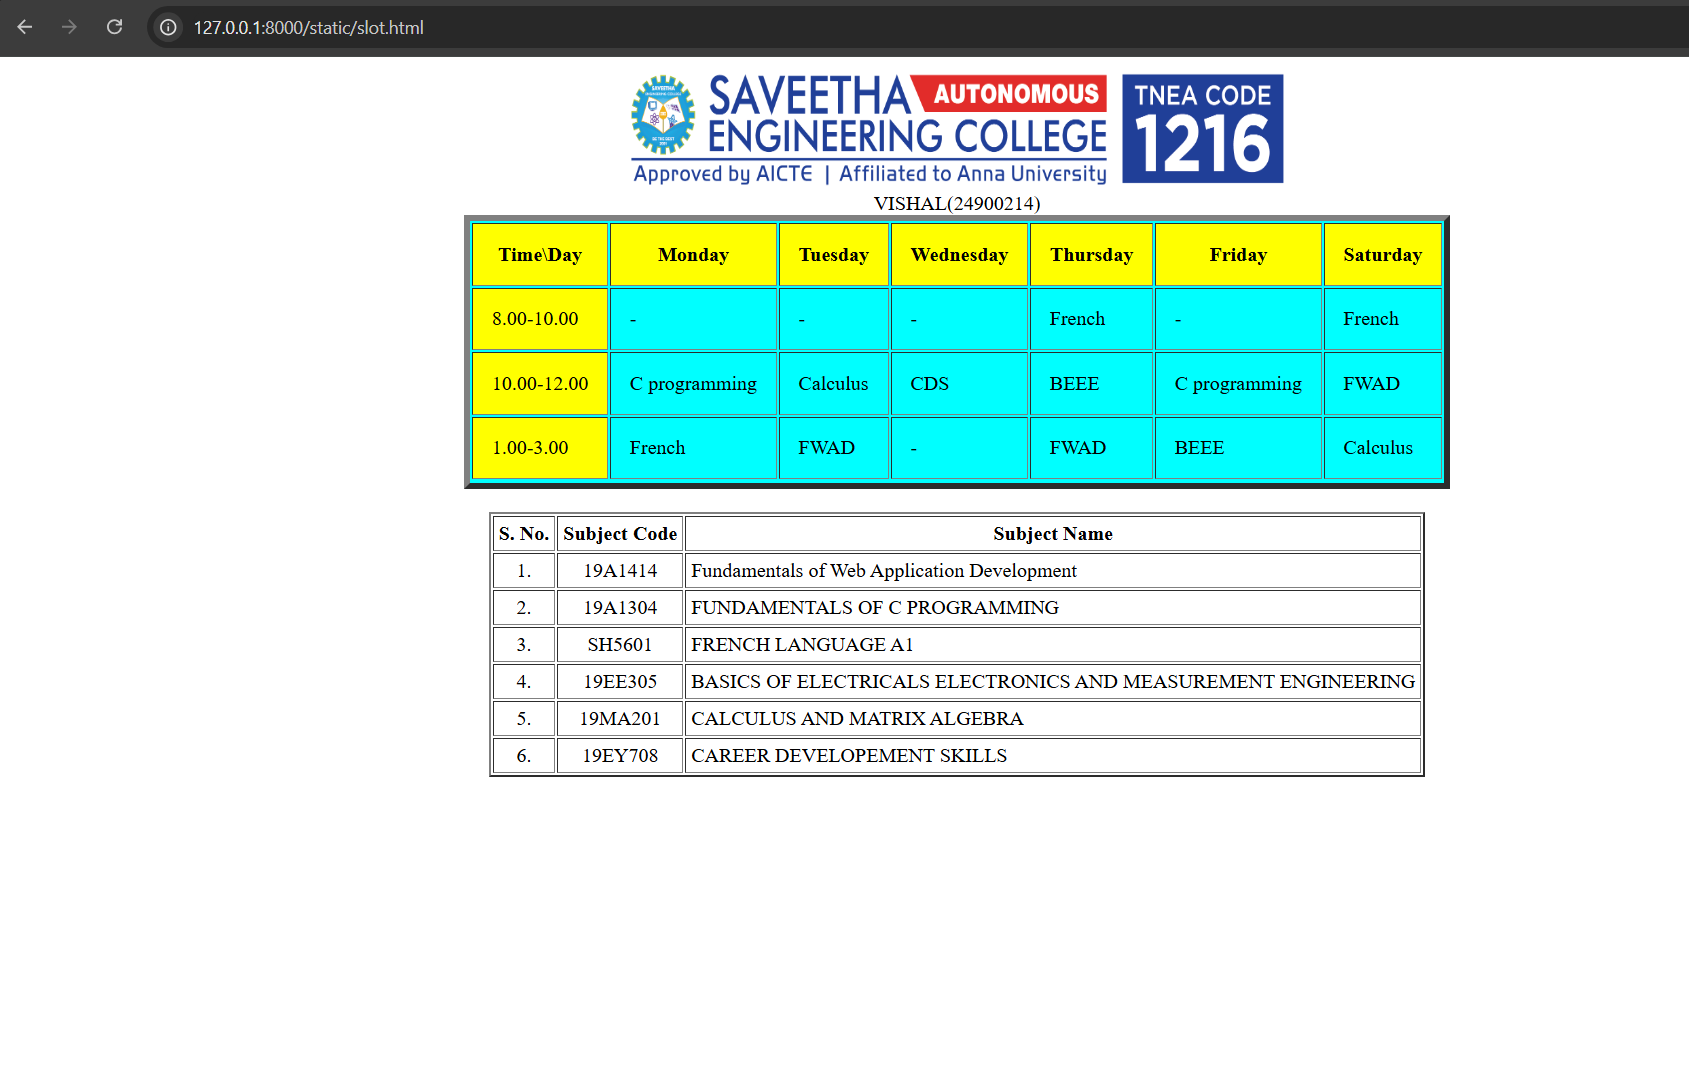 127.0.0.1:8000/static/slot.html
SAVEETHA AUTONOMOUS
ENGINEERING COLLEGE
Approved by AICTE | Affiliated to Anna University
TNEA CODE
1216
VISHAL(24900214)
Time\Day Monday Tuesday Wednesday Thursday Friday Saturday
8.00-10.00 - - - French - French
10.00-12.00 C programming Calculus CDS BEEE C programming FWAD
1.00-3.00 French FWAD - FWAD BEEE Calculus
S. No. Subject Code Subject Name
1. 19A1414 Fundamentals of Web Application Development
2. 19A1304 FUNDAMENTALS OF C PROGRAMMING
3. SH5601 FRENCH LANGUAGE A1
4. 19EE305 BASICS OF ELECTRICALS ELECTRONICS AND MEASUREMENT ENGINEERING
5. 19MA201 CALCULUS AND MATRIX ALGEBRA
6. 19EY708 CAREER DEVELOPEMENT SKILLS